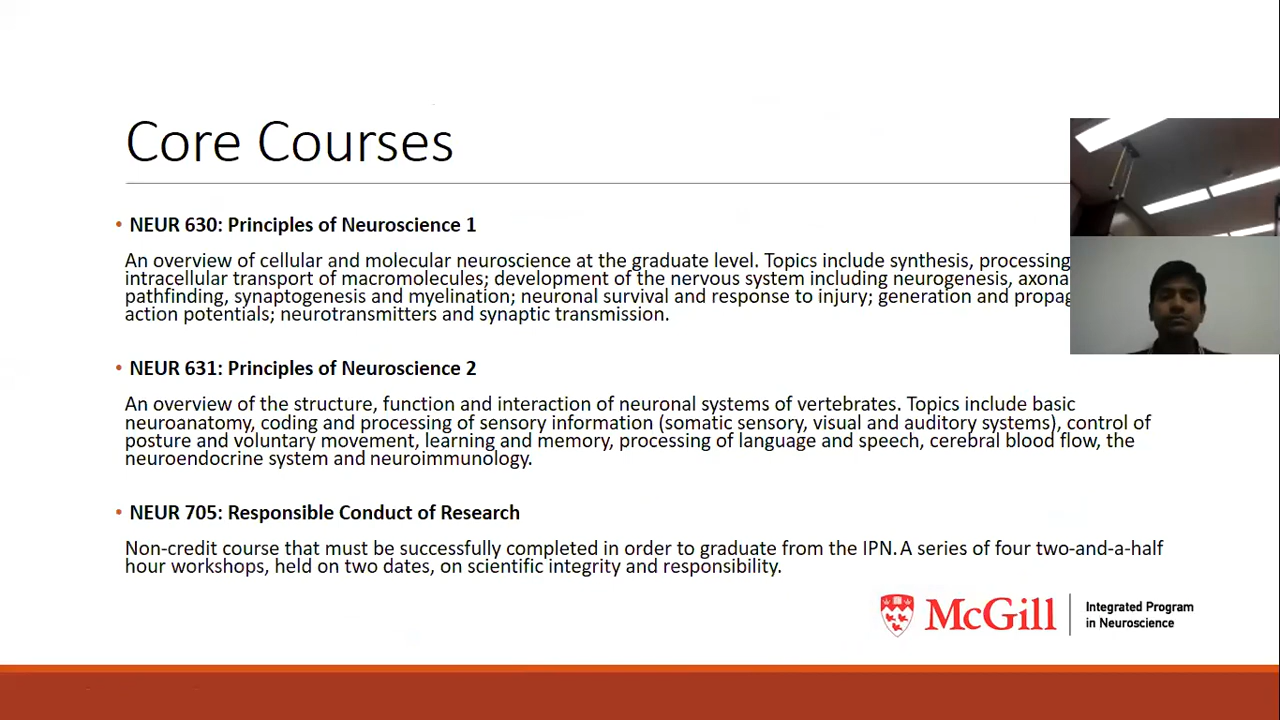 Core Courses
• NEUR 630: Principles of Neuroscience 1
An overview of cellular and molecular neuroscience at the graduate level. Topics include synthesis, processing
intracellular transport of macromolecules; development of the nervous system including neurogenesis,
pathfinding, synaptogenesis and myelination; neuronal survival and response to injury; generation and
action potentials; neurotransmitters and synaptic transmission.
• NEUR 631: Principles of Neuroscience 2
An overview of the structure, function and interaction of neuronal systems of vertebrates. Topics include basic
neuroanatomy, coding and processing of sensory information (somatic sensory, visual and auditory systems), control of
posture and voluntary movement, learning and memory, processing of language and speech, cerebral blood flow, the
neuroendocrine system and neuroimmunology.
• NEUR 705: Responsible Conduct of Research
Non-credit course that must be successfully completed in order to graduate from the IPN. A series of four two-and-a-half
hour workshops, held on two dates, on scientific integrity and responsibility.
McGill
Integrated Program
in Neuroscience